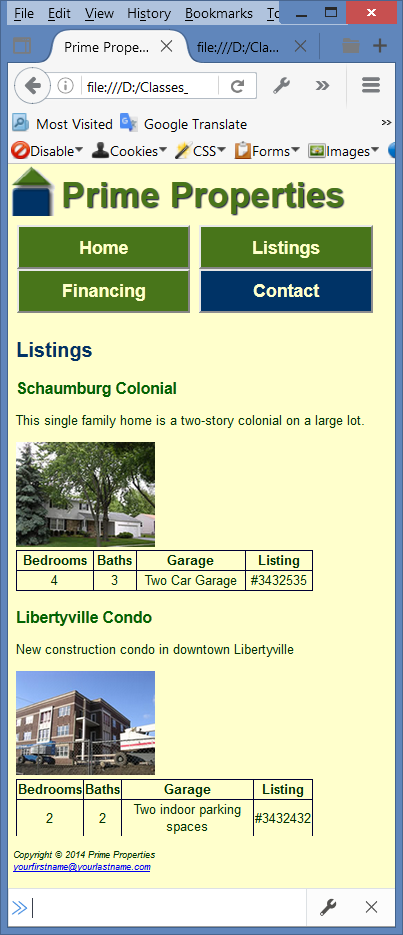 File Edit View History Bookmarks
Prime Prope... file:///D:/Clas...
file:///D:/Classes_
Most Visited Google Translate
Disable Cookies CSS Forms Images
Prime Properties
Home Listings
Financing Contact
Listings
Schaumburg Colonial
This single family home is a two-story colonial on a large lot.
Bedrooms Baths Garage Listing
4 3 Two Car Garage #3432535
Libertyville Condo
New construction condo in downtown Libertyville
Bedrooms Baths Garage Listing
2 2 Two indoor parking spaces #3432432
Copyright © 2014 Prime Properties
yourfirstname@yourlastname.com